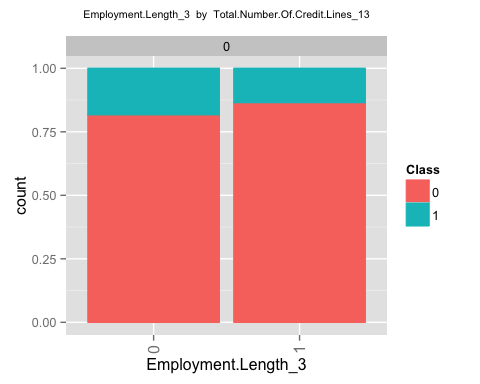 Employment.Length_3 by Total.Number.Of.Credit.Lines_13
0
1.00
0.75
0.50
0.25
0.00
count
0
1
Employment.Length_3
Class
0
1